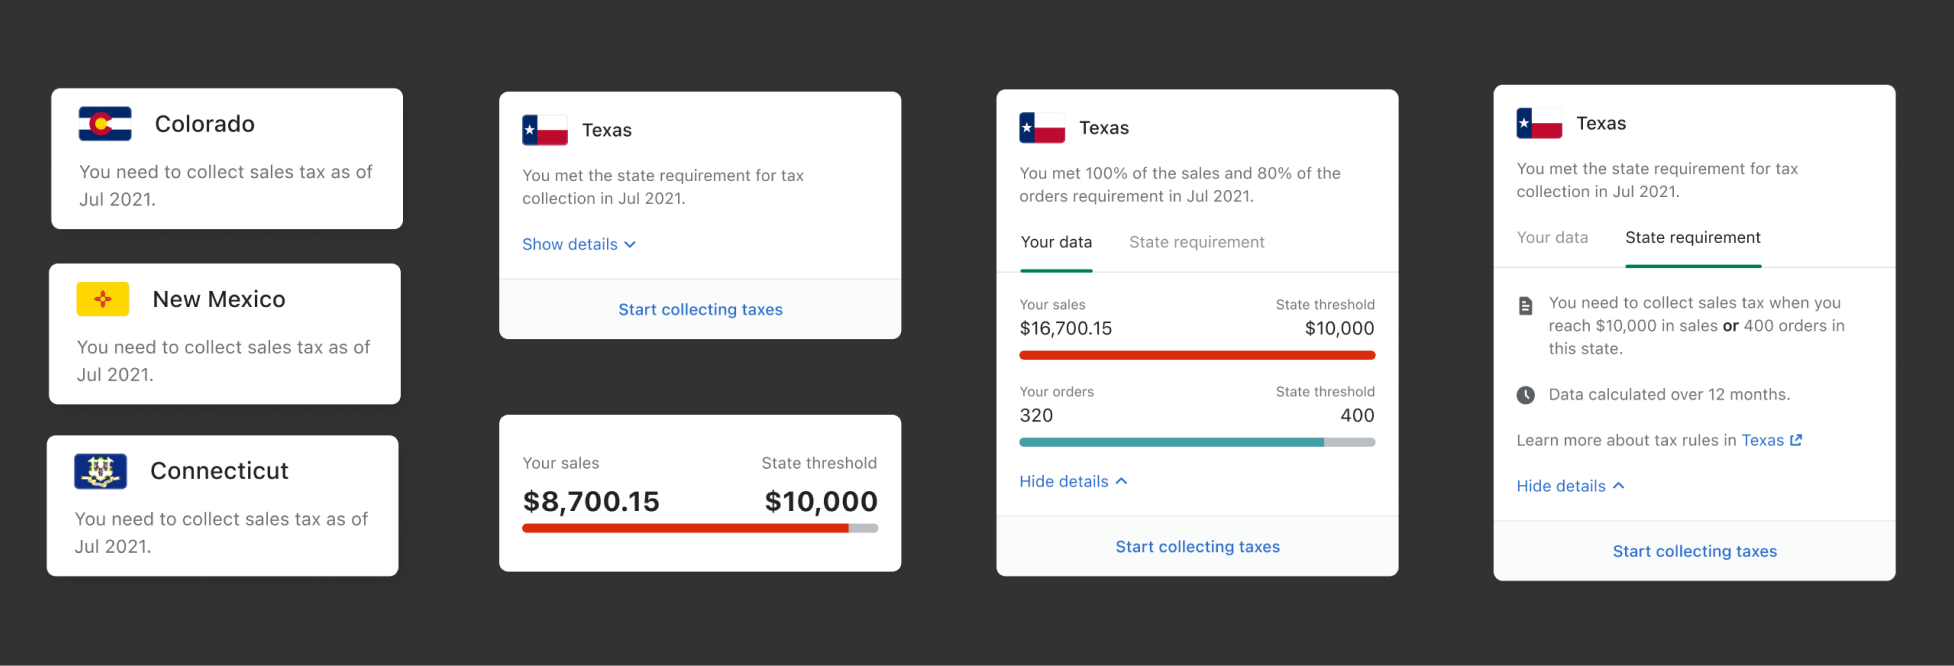 Colorado
You need to collect sales tax as of
Jul 2021.
New Mexico
You need to collect sales tax as of
Jul 2021.
Connecticut
You need to collect sales tax as of
Jul 2021.
Texas
You met the state requirement for tax
collection in Jul 2021.
Show details
Start collecting taxes
Your sales State threshold
$8,700.15 $10,000
Texas
You met 100% of the sales and 80% of the
orders requirement in Jul 2021.
Your data State requirement
Your sales State threshold
$16,700.15 $10,000
Your orders State threshold
320 400
Hide details
Start collecting taxes
Texas
You met the state requirement for tax
collection in Jul 2021.
Your data State requirement
You need to collect sales tax when you
reach $10,000 in sales or 400 orders in
this state.
Data calculated over 12 months.
Learn more about tax rules in Texas
Hide details
Start collecting taxes